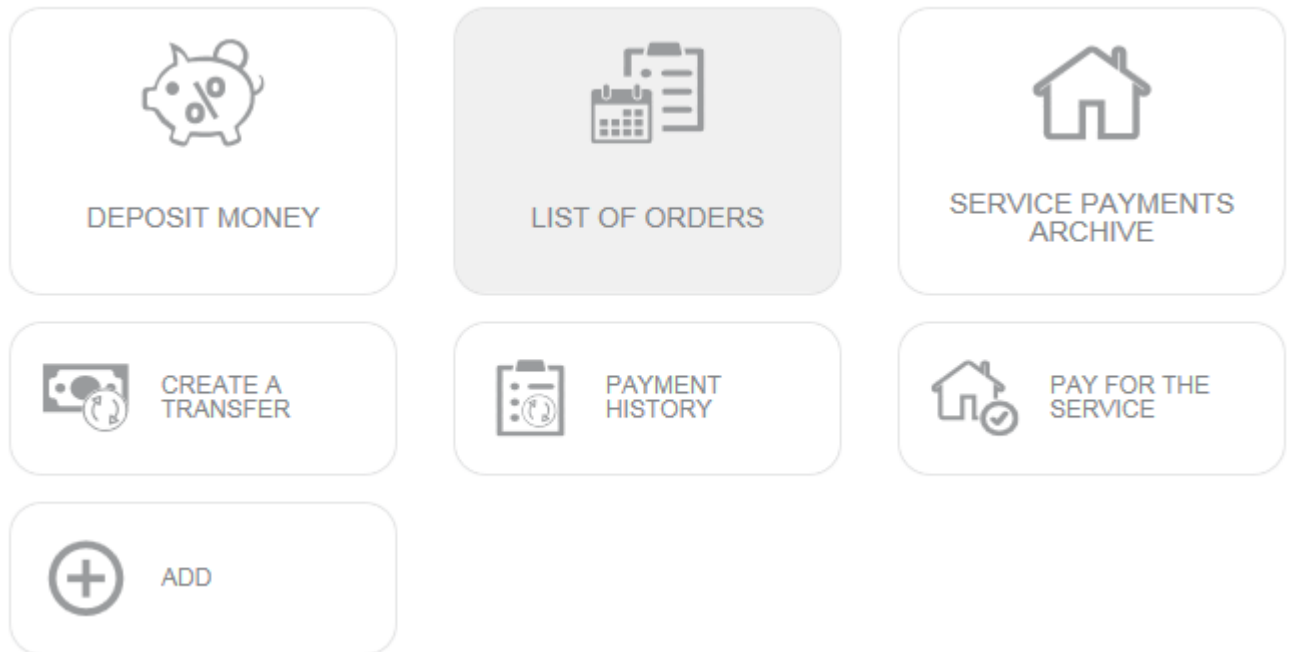 DEPOSIT MONEY
LIST OF ORDERS
SERVICE PAYMENTS
ARCHIVE
CREATE A
TRANSFER
PAYMENT
HISTORY
PAY FOR THE
SERVICE
ADD